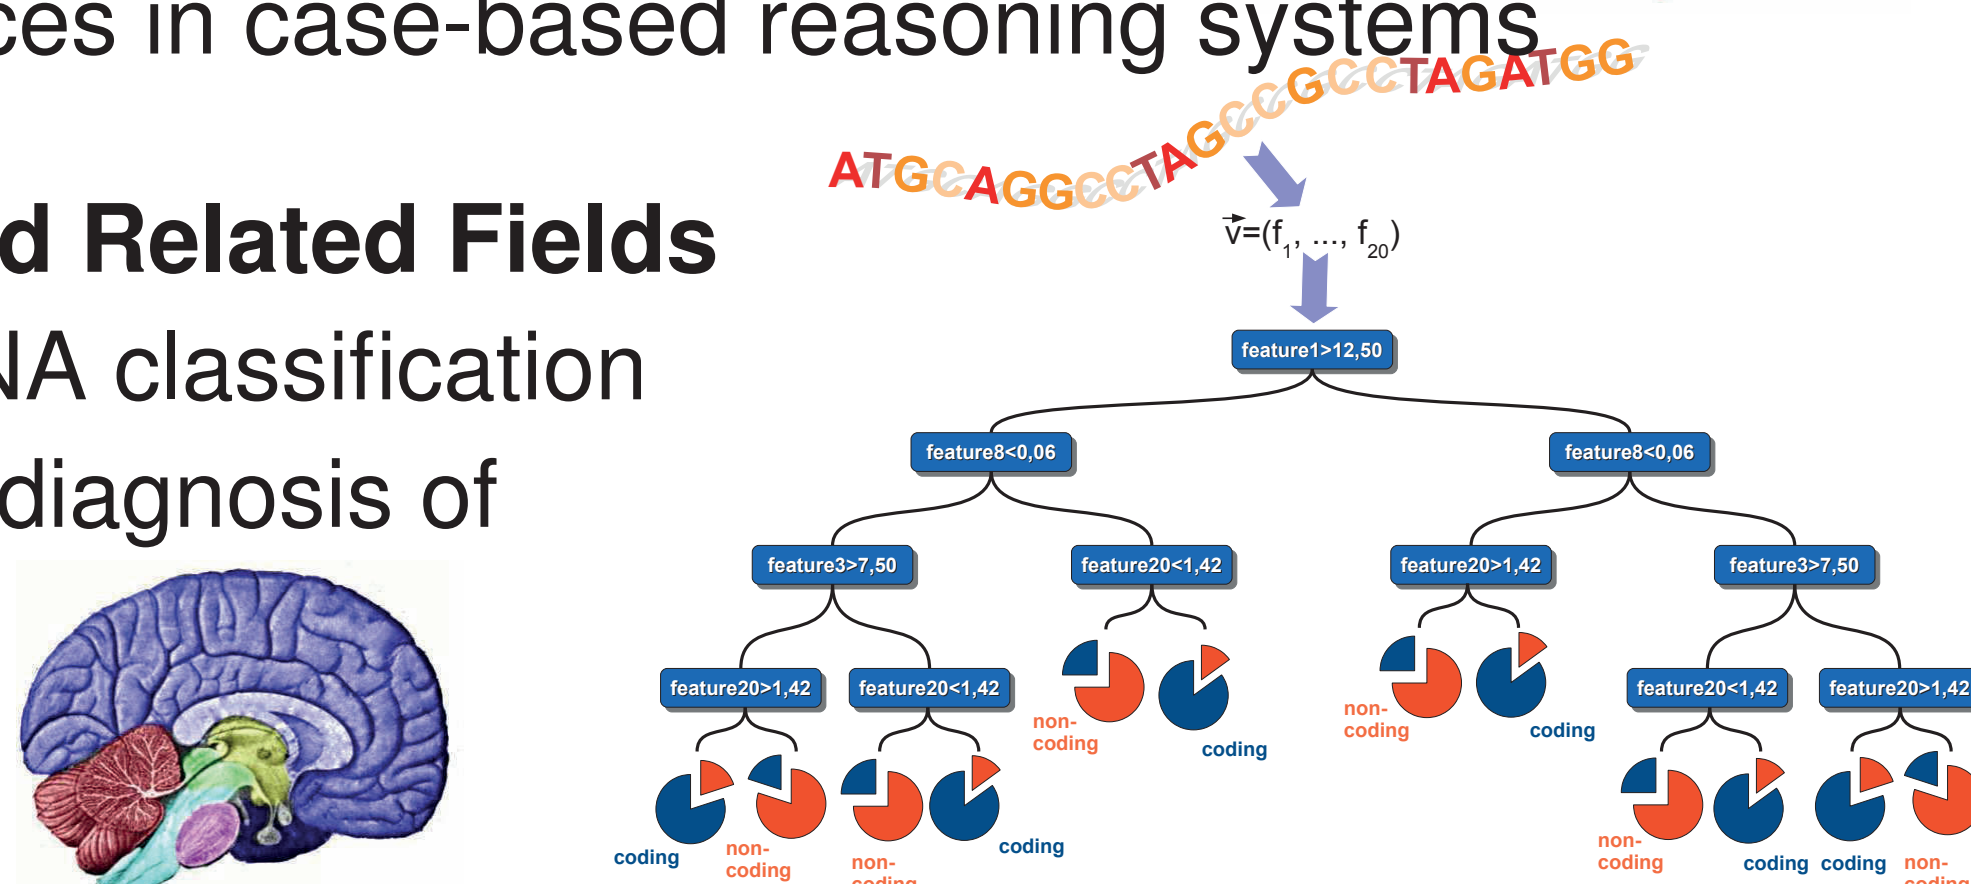 ces in case-based reasoning systems
ATGCAGGCCTAGCCGCCTAGATGG
d Related Fields
v=(f1, ..., f20)
NA classification
feature1>12,50
diagnosis of
feature8<0,06
feature8<0,06
feature3>7,50
feature20<1,42
feature20>1,42
feature3>7,50
feature20>1,42
feature20<1,42
feature20<1,42
feature20>1,42
non-
coding
coding
non-
coding
coding
coding
non-
coding
non-
coding
coding
non-
coding
coding
coding
non-
coding